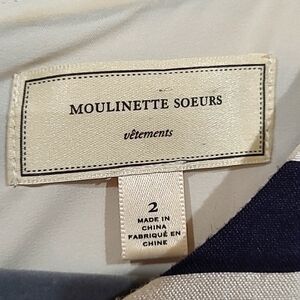 MOULINETTE SOEURS
vêtements
2
MADE IN
CHINA
FABRIQUÉ EN
CHINE